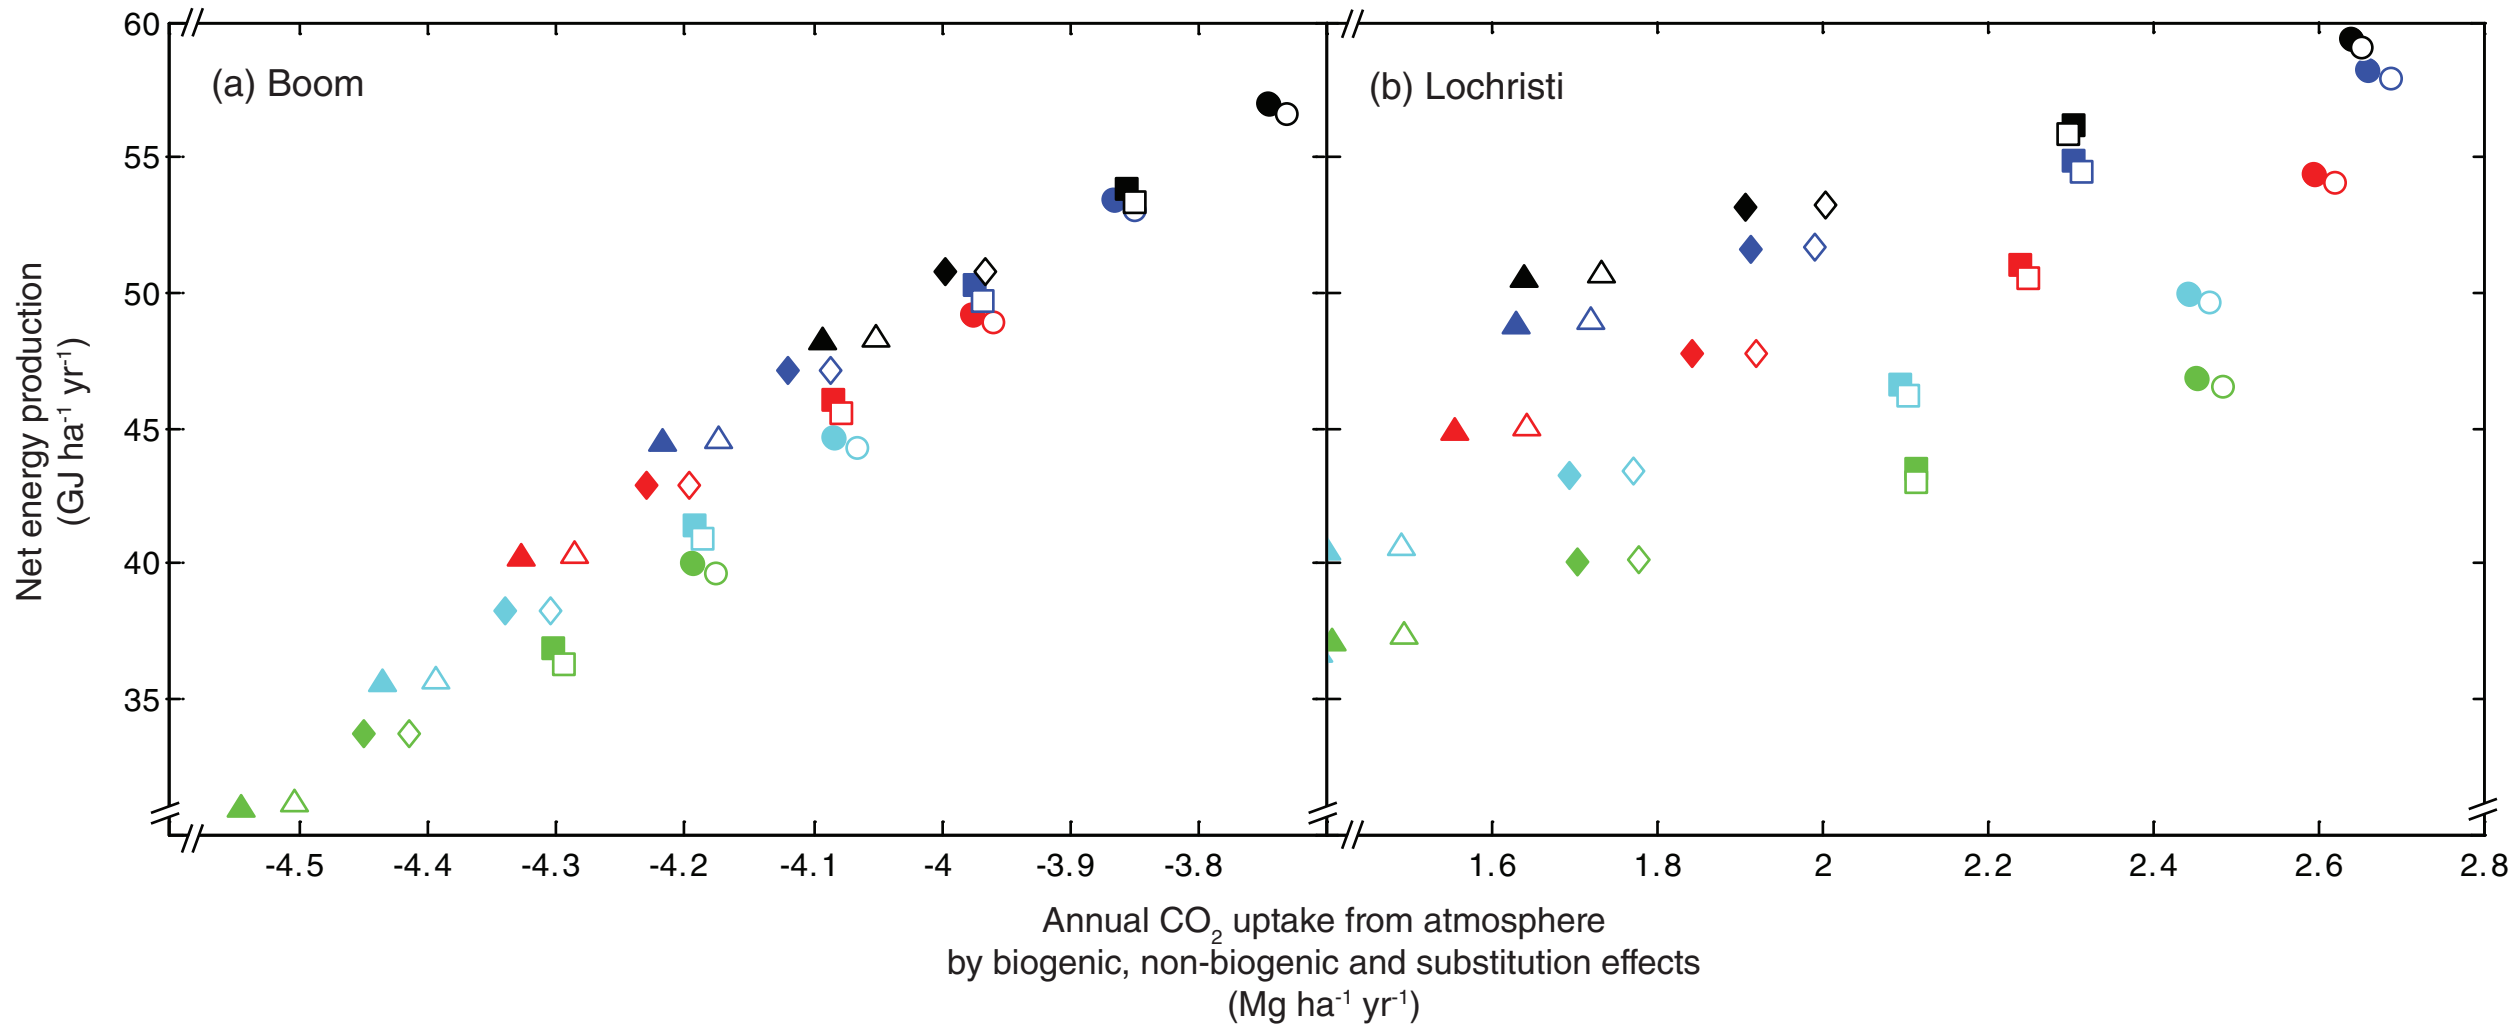 (a) Boom
(b) Lochristi
60
55
50
45
40
35
Net energy production
(GJ ha⁻¹ yr⁻¹)
-4.5 -4.4 -4.3 -4.2 -4.1 -4 -3.9 -3.8
1.6 1.8 2 2.2 2.4 2.6 2.8
Annual CO₂ uptake from atmosphere
by biogenic, non-biogenic and substitution effects
(Mg ha⁻¹ yr⁻¹)